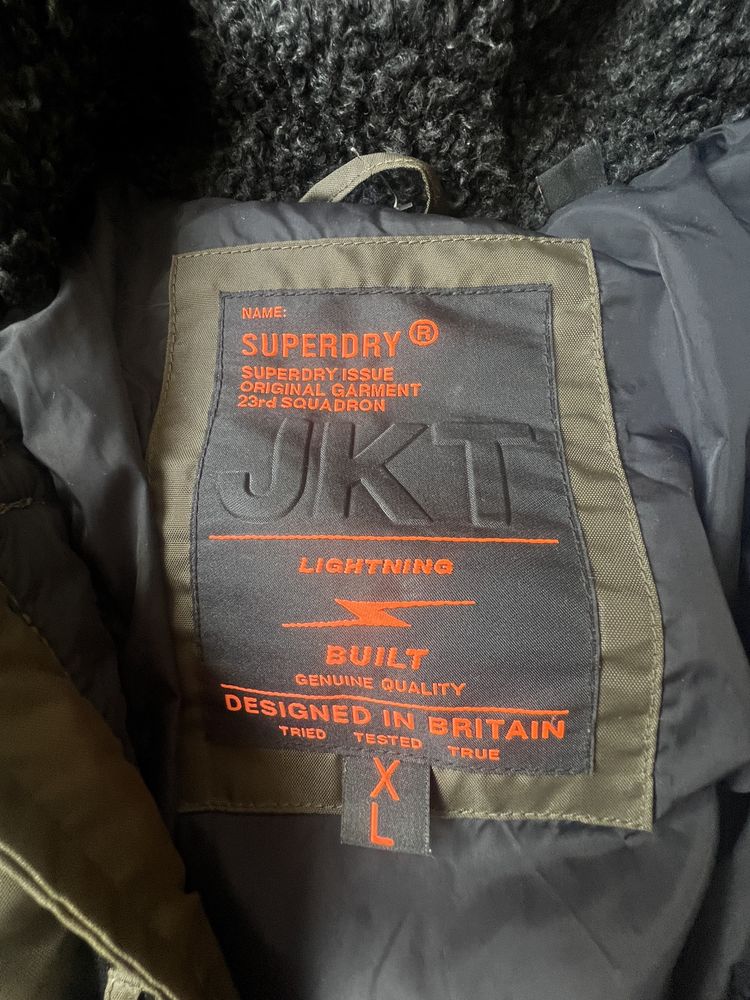 NAME:
SUPERDRY®
SUPERDRY ISSUE
ORIGINAL GARMENT
23rd SQUADRON
JKT
LIGHTNING
BUILT
GENUINE QUALITY
DESIGNED IN BRITAIN
TRIED TESTED TRUE
X
L